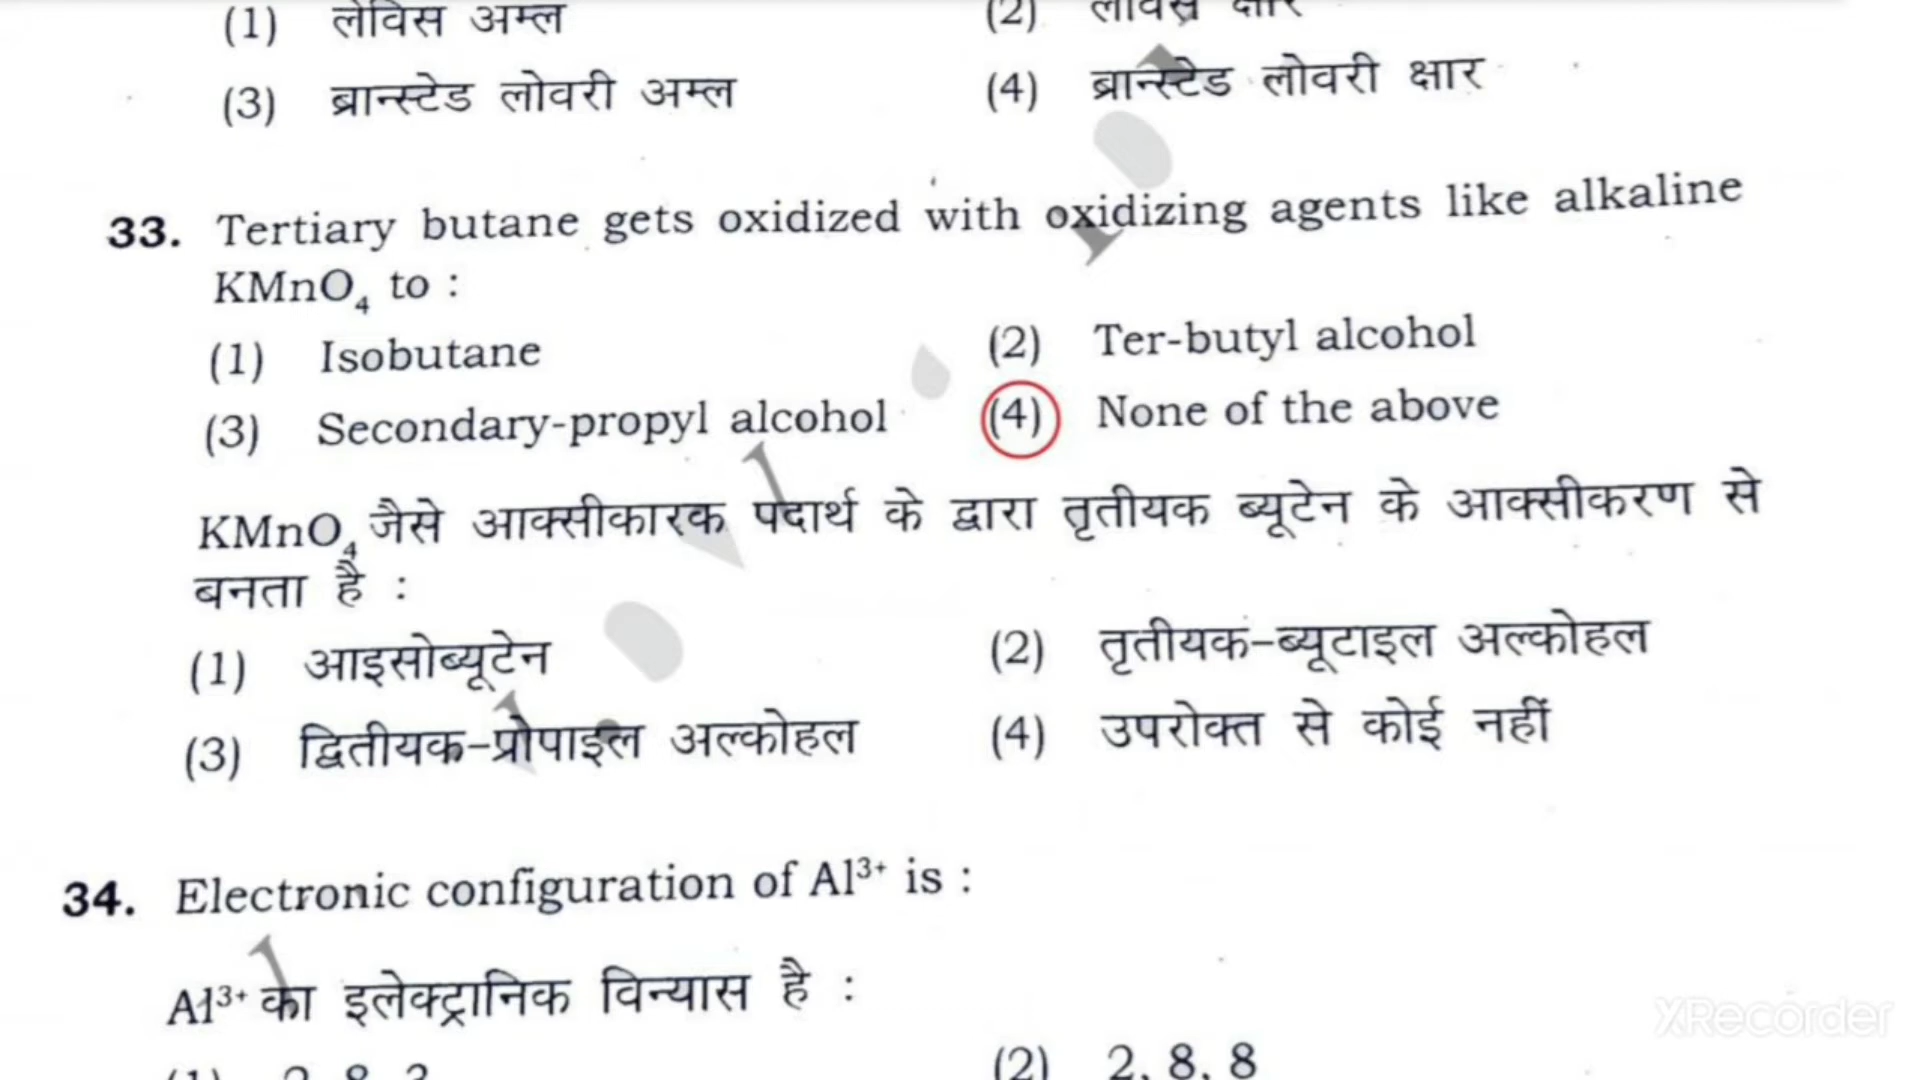 (1) लेविस अम्ल (2) लेविस क्षार
(3) ब्रान्स्टेड लोवरी अम्ल (4) ब्रान्स्टेड लोवरी क्षार
33. Tertiary butane gets oxidized with oxidizing agents like alkaline
KMnO₄ to :
(1) Isobutane (2) Ter-butyl alcohol
(3) Secondary-propyl alcohol (4) None of the above
KMnO₄ जैसे आक्सीकारक पदार्थ के द्वारा तृतीयक ब्यूटेन के आक्सीकरण से
बनता है :
(1) आइसोब्यूटेन (2) तृतीयक-ब्यूटाइल अल्कोहल
(3) द्वितीयक-प्रोपाइल अल्कोहल (4) उपरोक्त से कोई नहीं
34. Electronic configuration of Al³⁺ is :
Al³⁺ का इलेक्ट्रानिक विन्यास है :
(2) 2, 8, 8
XRecorder